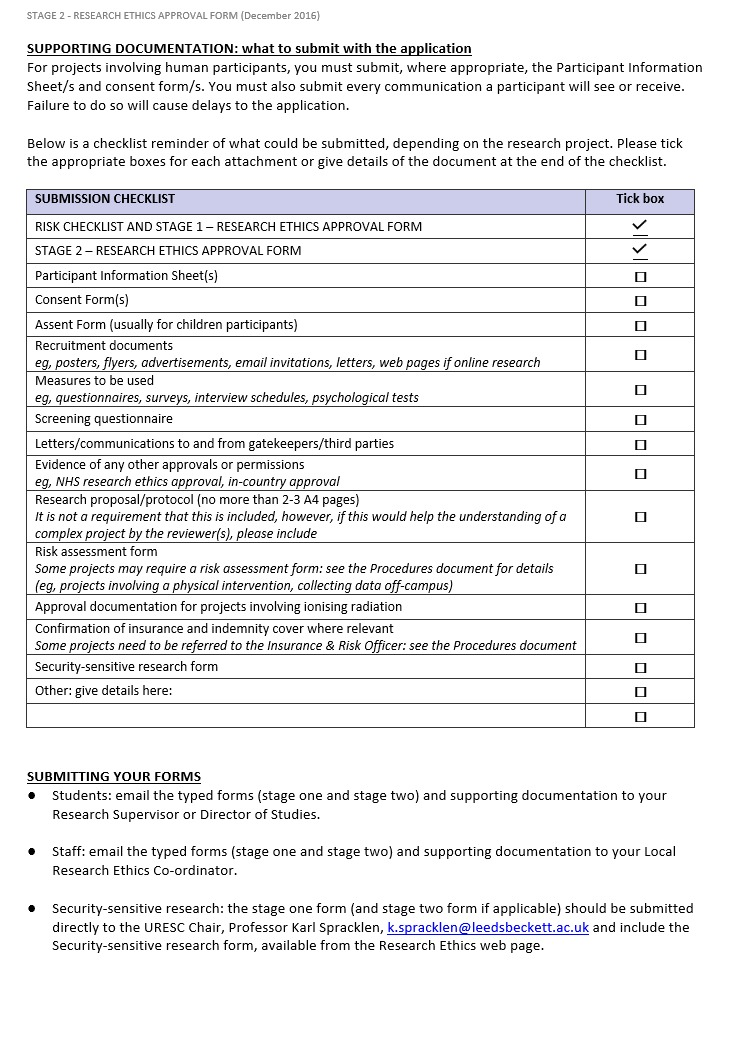 STAGE 2 - RESEARCH ETHICS APPROVAL FORM (December 2016)
SUPPORTING DOCUMENTATION: what to submit with the application
For projects involving human participants, you must submit, where appropriate, the Participant Information
Sheet/s and consent form/s. You must also submit every communication a participant will see or receive.
Failure to do so will cause delays to the application.
Below is a checklist reminder of what could be submitted, depending on the research project. Please tick
the appropriate boxes for each attachment or give details of the document at the end of the checklist.
SUBMISSION CHECKLIST Tick box
RISK CHECKLIST AND STAGE 1 – RESEARCH ETHICS APPROVAL FORM ✓
STAGE 2 – RESEARCH ETHICS APPROVAL FORM ✓
Participant Information Sheet(s) ☐
Consent Form(s) ☐
Assent Form (usually for children participants) ☐
Recruitment documents
eg, posters, flyers, advertisements, email invitations, letters, web pages if online research ☐
Measures to be used
eg, questionnaires, surveys, interview schedules, psychological tests ☐
Screening questionnaire ☐
Letters/communications to and from gatekeepers/third parties ☐
Evidence of any other approvals or permissions
eg, NHS research ethics approval, in-country approval ☐
Research proposal/protocol (no more than 2-3 A4 pages)
It is not a requirement that this is included, however, if this would help the understanding of a ☐
complex project by the reviewer(s), please include
Risk assessment form
Some projects may require a risk assessment form: see the Procedures document for details ☐
(eg, projects involving a physical intervention, collecting data off-campus)
Approval documentation for projects involving ionising radiation ☐
Confirmation of insurance and indemnity cover where relevant
Some projects need to be referred to the Insurance & Risk Officer: see the Procedures document ☐
Security-sensitive research form ☐
Other: give details here: ☐
☐
SUBMITTING YOUR FORMS
● Students: email the typed forms (stage one and stage two) and supporting documentation to your
Research Supervisor or Director of Studies.
● Staff: email the typed forms (stage one and stage two) and supporting documentation to your Local
Research Ethics Co-ordinator.
● Security-sensitive research: the stage one form (and stage two form if applicable) should be submitted
directly to the URESC Chair, Professor Karl Spracklen, k.spracklen@leedsbeckett.ac.uk and include the
Security-sensitive research form, available from the Research Ethics web page.